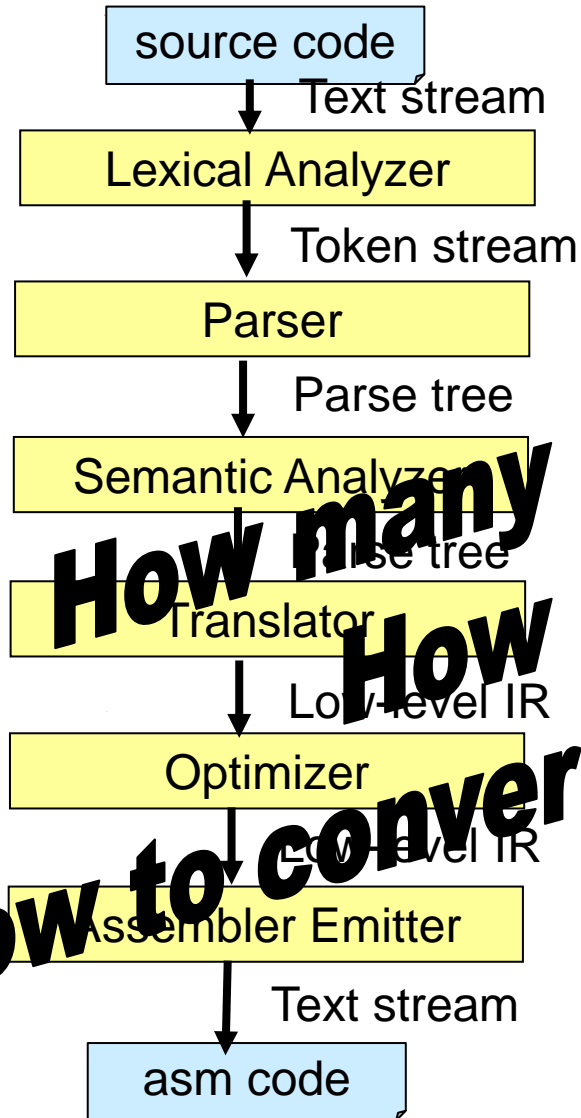 source code
Text stream
Lexical Analyzer
Token stream
Parser
Parse tree
Semantic Analyzer
How many
Parse tree
Translator
How
Low-level IR
Optimizer
ow to conver
Low-level IR
Assembler Emitter
Text stream
asm code